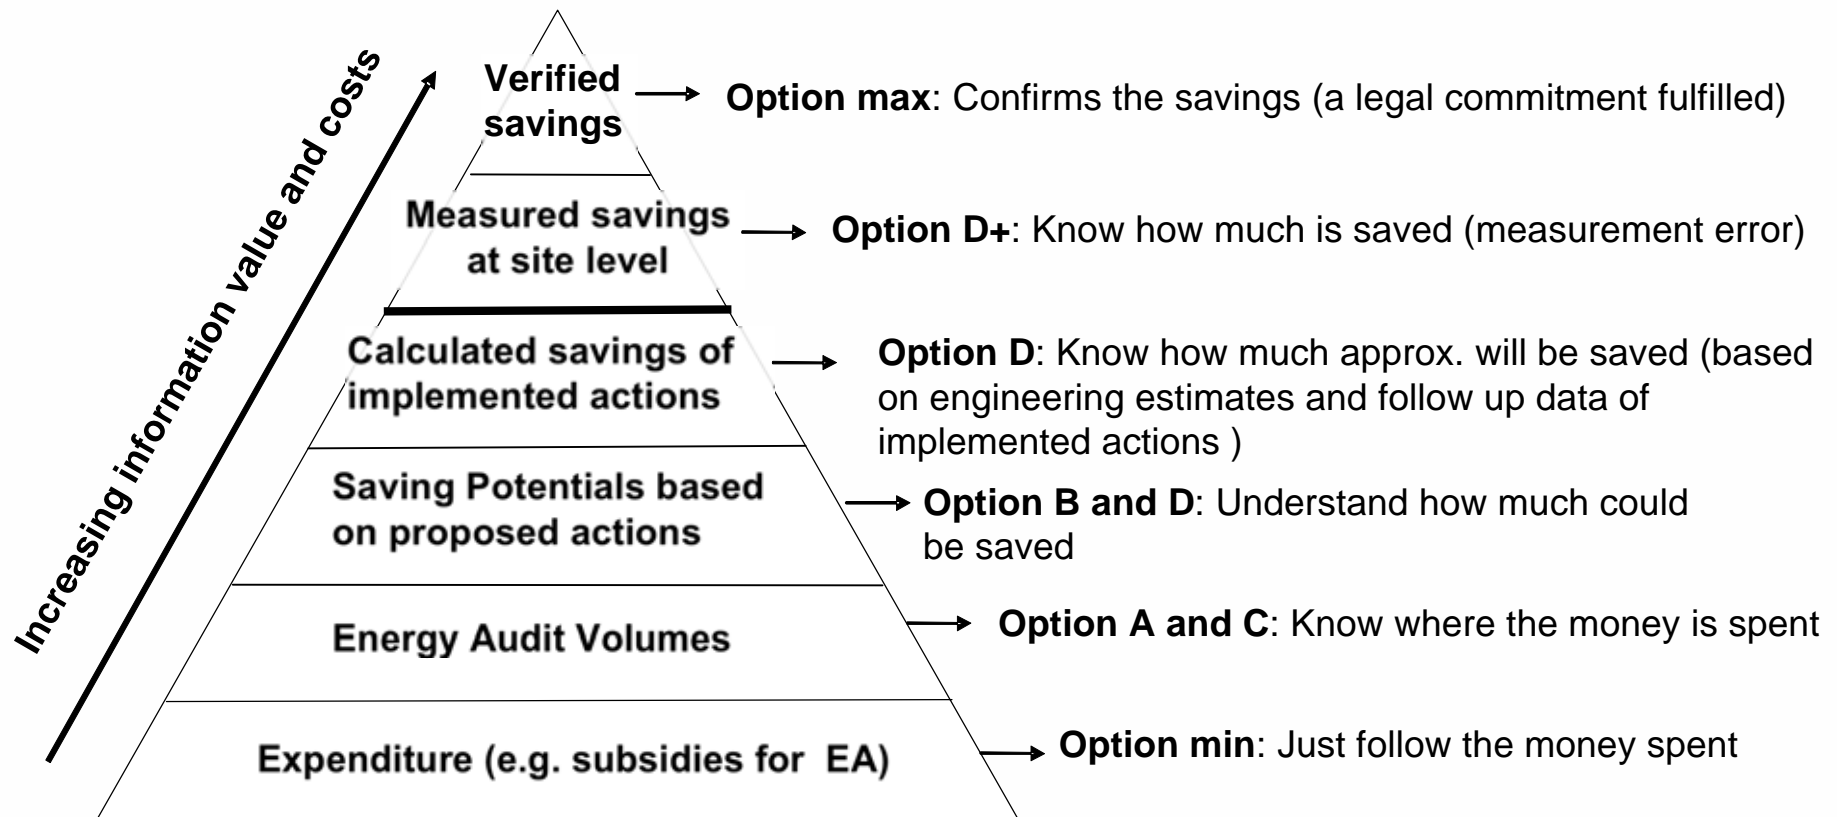 Increasing information value and costs
Verified
savings
Option max: Confirms the savings (a legal commitment fulfilled)
Measured savings
at site level
Option D+: Know how much is saved (measurement error)
Calculated savings of
implemented actions
Option D: Know how much approx. will be saved (based
on engineering estimates and follow up data of
implemented actions )
Saving Potentials based
on proposed actions
Option B and D: Understand how much could
be saved
Energy Audit Volumes
Option A and C: Know where the money is spent
Expenditure (e.g. subsidies for EA)
Option min: Just follow the money spent